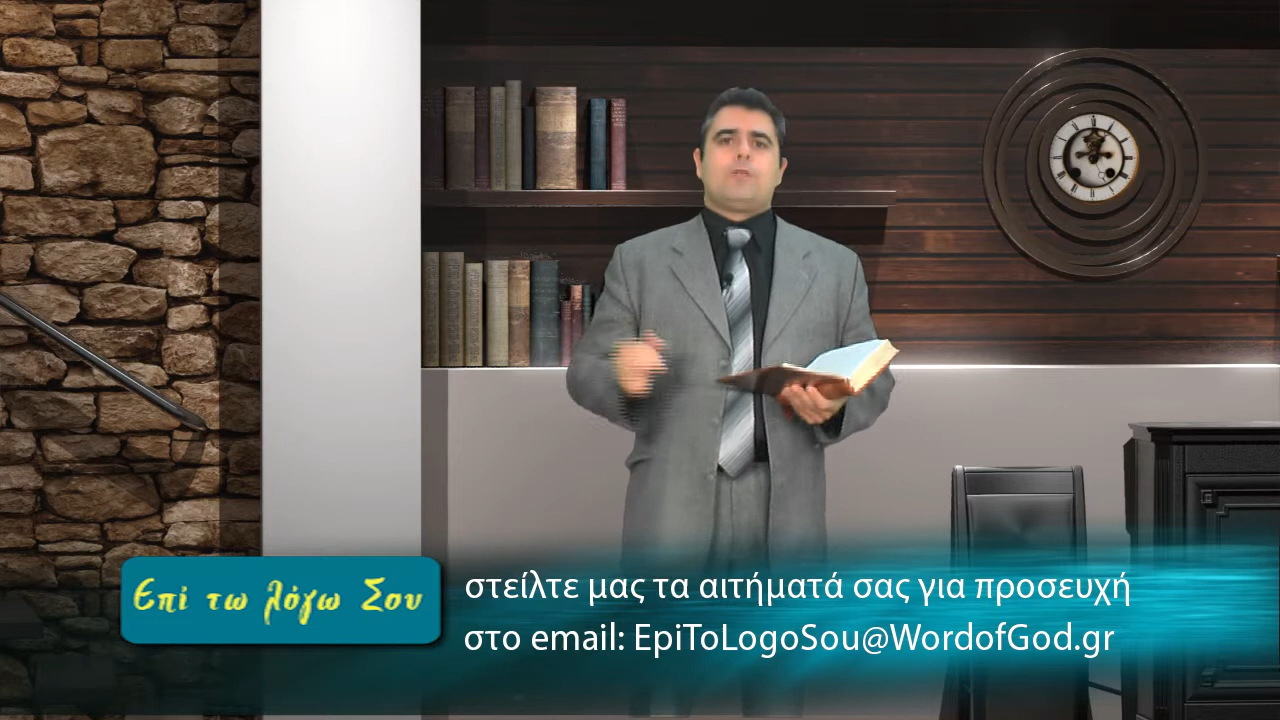 Επί τω λόγω Σου
στείλτε μας τα αιτήματά σας για προσευχή
στο email: EpiToLogoSou@WordofGod.gr